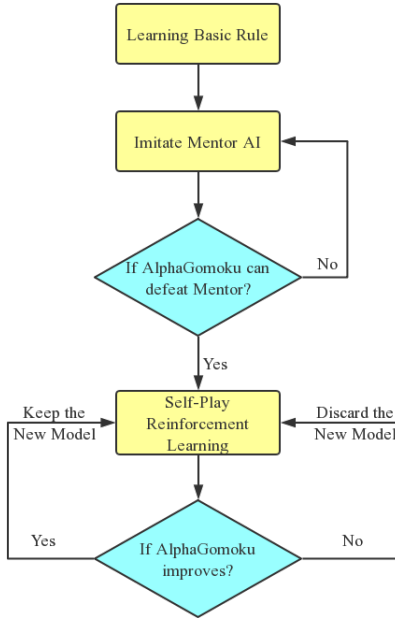 Learning Basic Rule
Imitate Mentor AI
If AlphaGomoku can
defeat Mentor?
No
Yes
Self-Play
Reinforcement
Learning
Keep the
New Model
Discard the
New Model
If AlphaGomoku
improves?
Yes
No